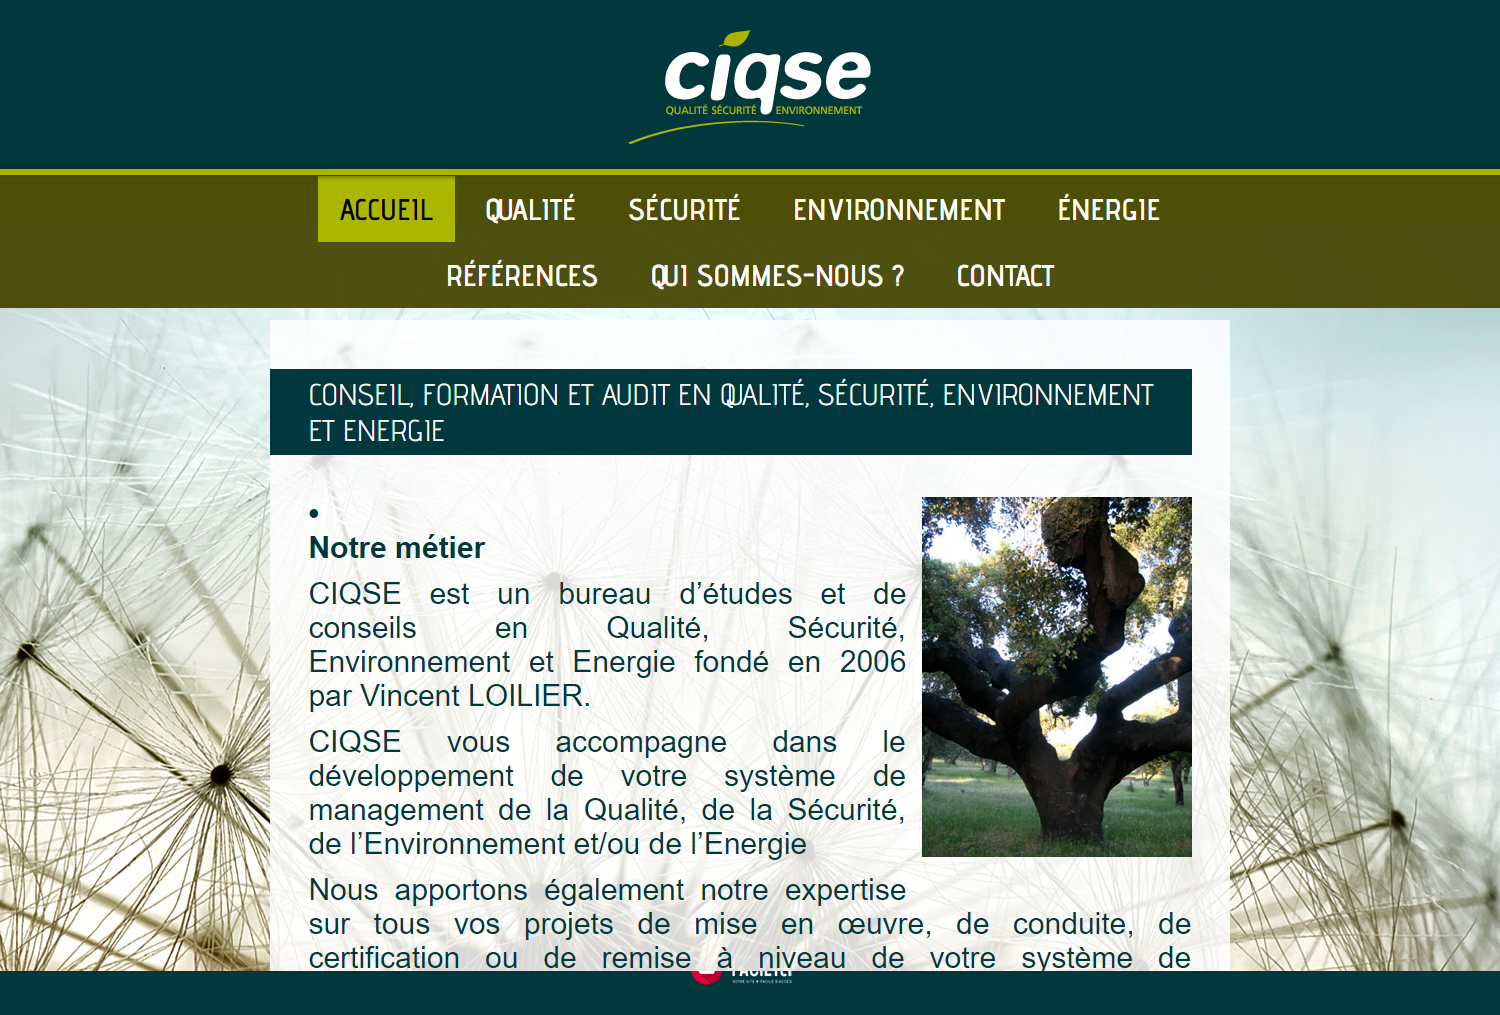 ciqse
QUALITÉ SÉCURITÉ ENVIRONNEMENT
ACCUEIL QUALITÉ SÉCURITÉ ENVIRONNEMENT ÉNERGIE
RÉFÉRENCES QUI SOMMES-NOUS ? CONTACT
CONSEIL, FORMATION ET AUDIT EN QUALITÉ, SÉCURITÉ, ENVIRONNEMENT
ET ENERGIE
•
Notre métier
CIQSE est un bureau d’études et de
conseils en Qualité, Sécurité,
Environnement et Energie fondé en 2006
par Vincent LOILIER.
CIQSE vous accompagne dans le
développement de votre système de
management de la Qualité, de la Sécurité,
de l’Environnement et/ou de l’Energie
Nous apportons également notre expertise
sur tous vos projets de mise en œuvre, de conduite, de
certification ou de remise à niveau de votre système de
VOTRE SITE • FACILE D'ACCÈS